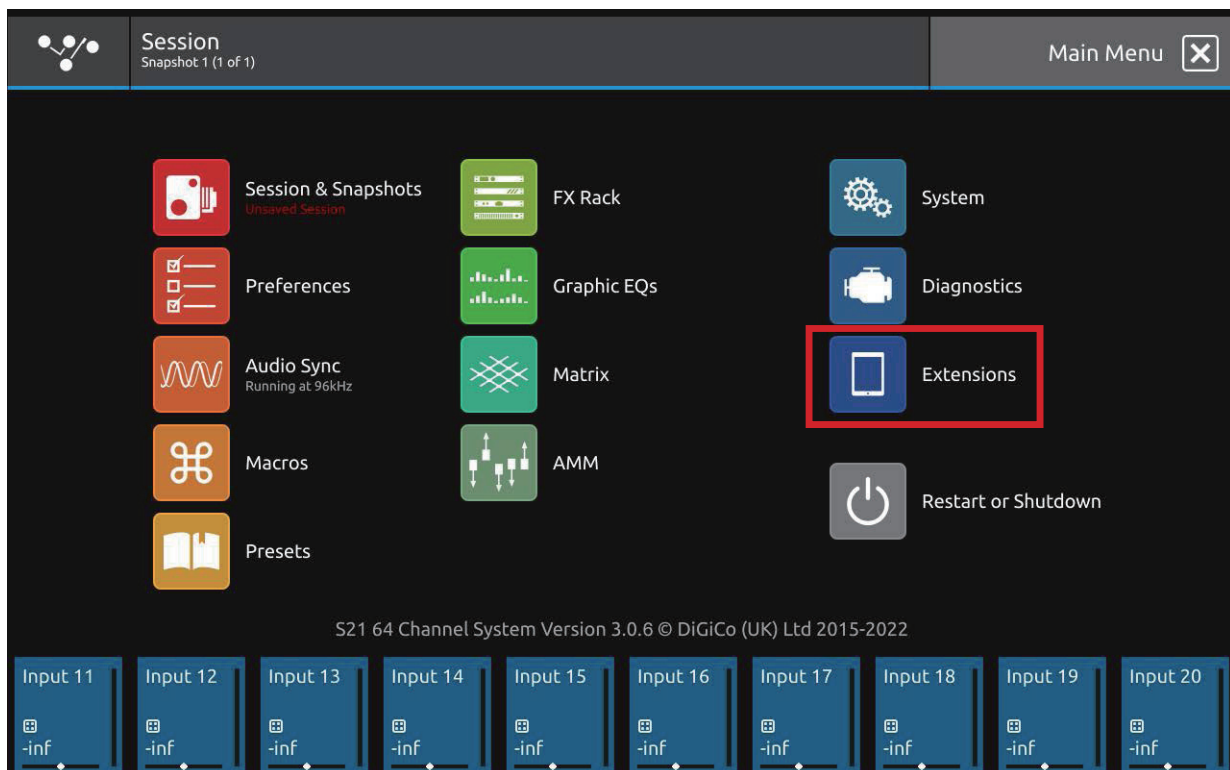 Session
Snapshot 1 (1 of 1)
Main Menu
Session & Snapshots
Unsaved Session
FX Rack
System
Preferences
Graphic EQs
Diagnostics
Audio Sync
Running at 96kHz
Matrix
Extensions
Macros
AMM
Restart or Shutdown
Presets
S21 64 Channel System Version 3.0.6 © DiGiCo (UK) Ltd 2015-2022
Input 11 Input 12 Input 13 Input 14 Input 15 Input 16 Input 17 Input 18 Input 19 Input 20
-inf -inf -inf -inf -inf -inf -inf -inf -inf -inf